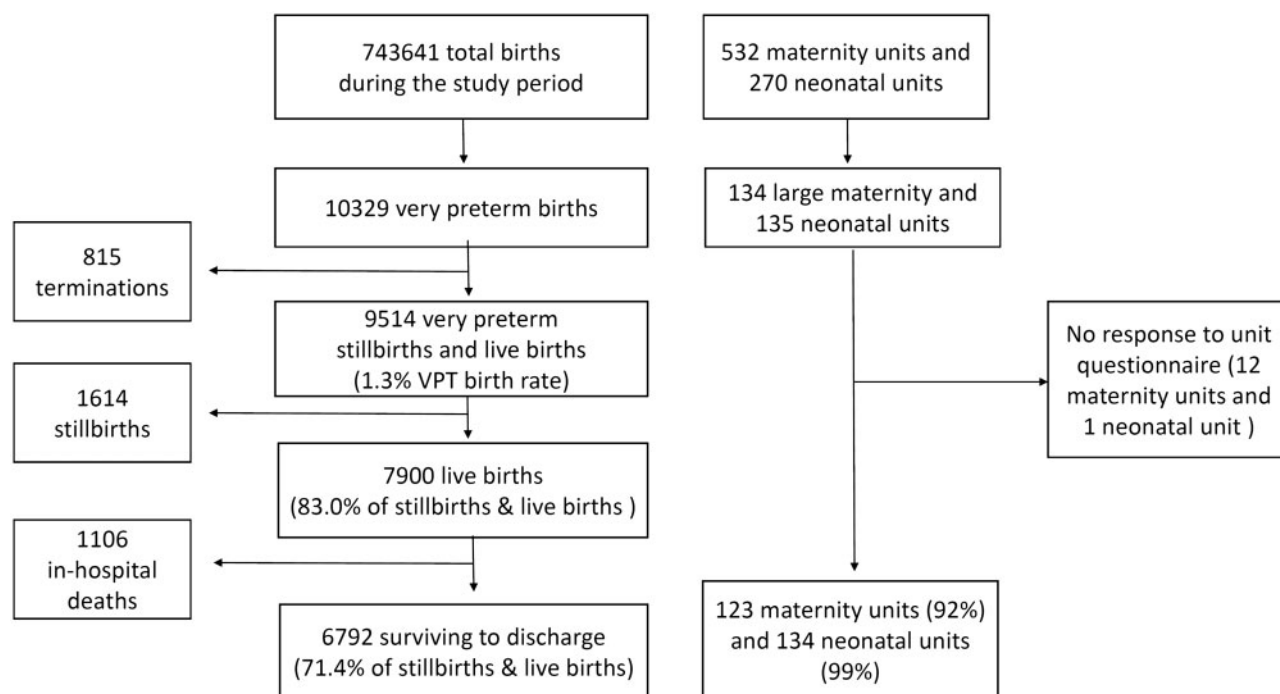 743641 total births
during the study period
532 maternity units and
270 neonatal units
10329 very preterm births
134 large maternity and
135 neonatal units
815
terminations
9514 very preterm
stillbirths and live births
(1.3% VPT birth rate)
No response to unit
questionnaire (12
maternity units and
1 neonatal unit )
1614
stillbirths
7900 live births
(83.0% of stillbirths & live births )
1106
in-hospital
deaths
6792 surviving to discharge
(71.4% of stillbirths & live births)
123 maternity units (92%)
and 134 neonatal units
(99%)